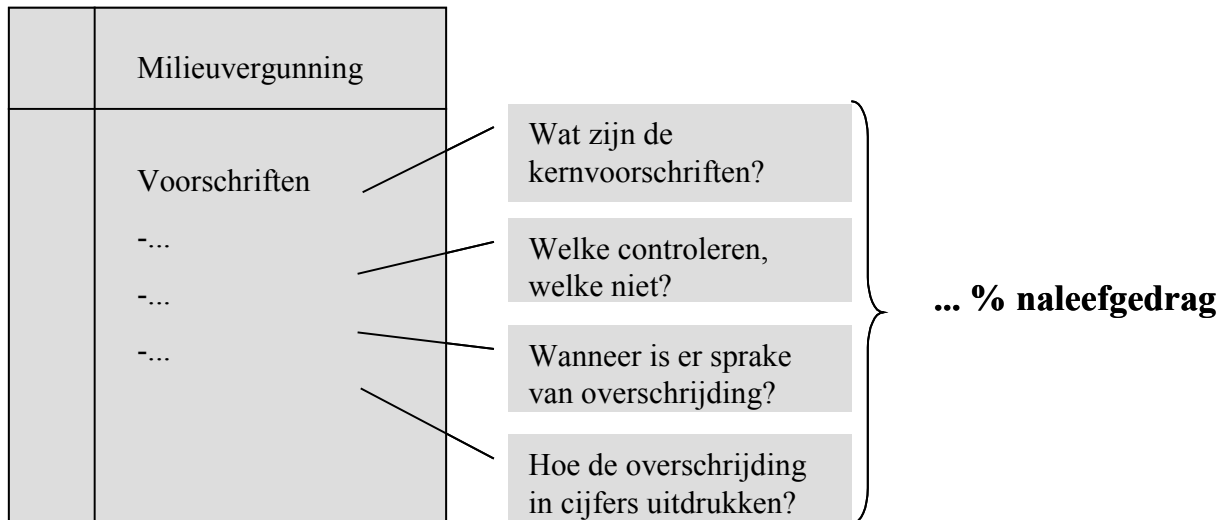 Milieuvergunning
Voorschriften
-...
-...
-...
Wat zijn de
kernvoorschriften?
Welke controleren,
welke niet?
Wanneer is er sprake
van overschrijding?
Hoe de overschrijding
in cijfers uitdrukken?
... % naleefgedrag